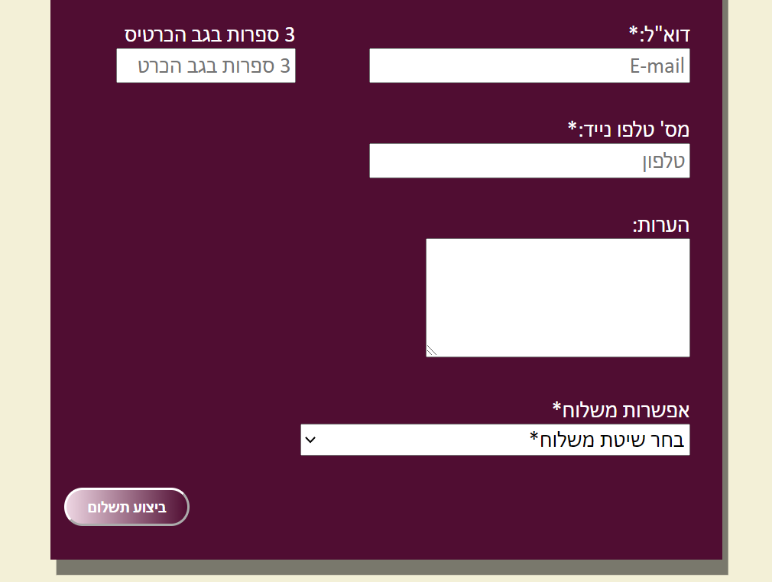 דוא"ל:*
E-mail
מס' טלפו נייד:*
טלפון
הערות:
אפשרות משלוח*
בחר שיטת משלוח*
3 ספרות בגב הכרטיס
3 ספרות בגב הכרט
ביצוע תשלום